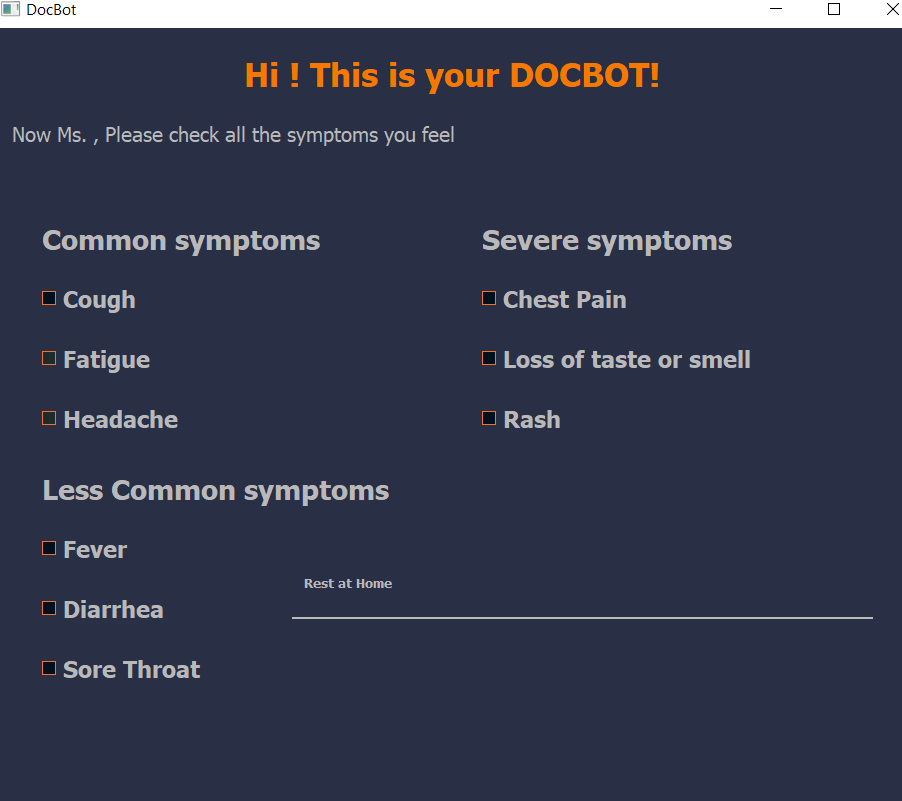 DocBot
Hi ! This is your DOCBOT!
Now Ms. , Please check all the symptoms you feel
Common symptoms
Cough
Fatigue
Headache
Severe symptoms
Chest Pain
Loss of taste or smell
Rash
Less Common symptoms
Fever
Diarrhea
Sore Throat
Rest at Home